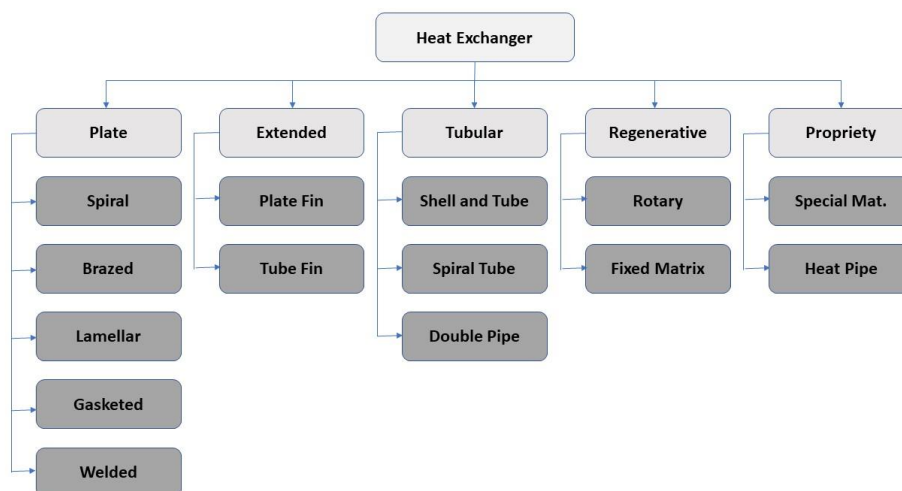 Heat Exchanger
Plate
Extended
Tubular
Regenerative
Propriety
Spiral
Plate Fin
Shell and Tube
Rotary
Special Mat.
Brazed
Tube Fin
Spiral Tube
Fixed Matrix
Heat Pipe
Lamellar
Double Pipe
Gasketed
Welded